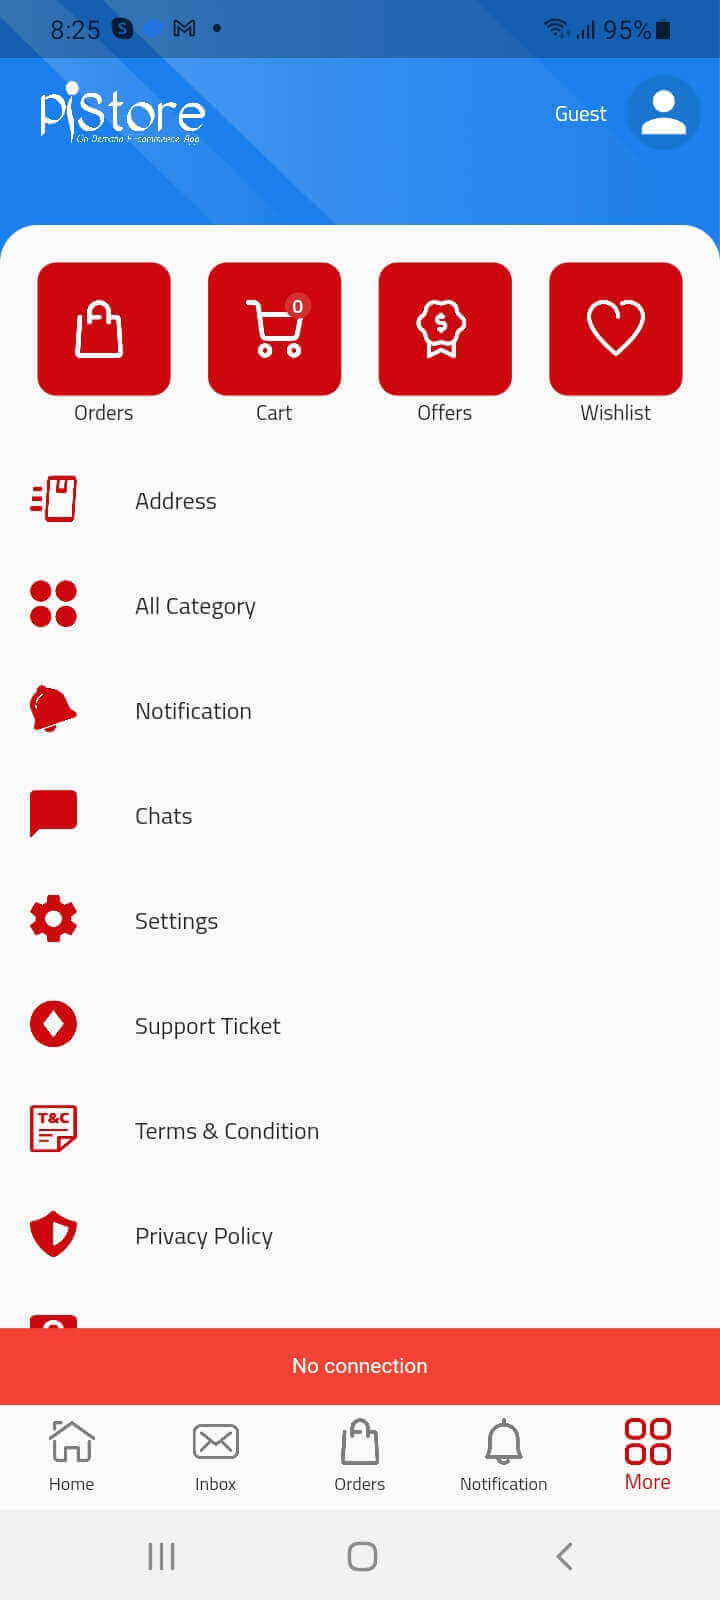 8:25
95%
piStore
On Demand E-commerce App
Guest
0
Orders
Cart
Offers
Wishlist
Address
All Category
Notification
Chats
Settings
Support Ticket
T&C
Terms & Condition
Privacy Policy
No connection
Home
Inbox
Orders
Notification
More